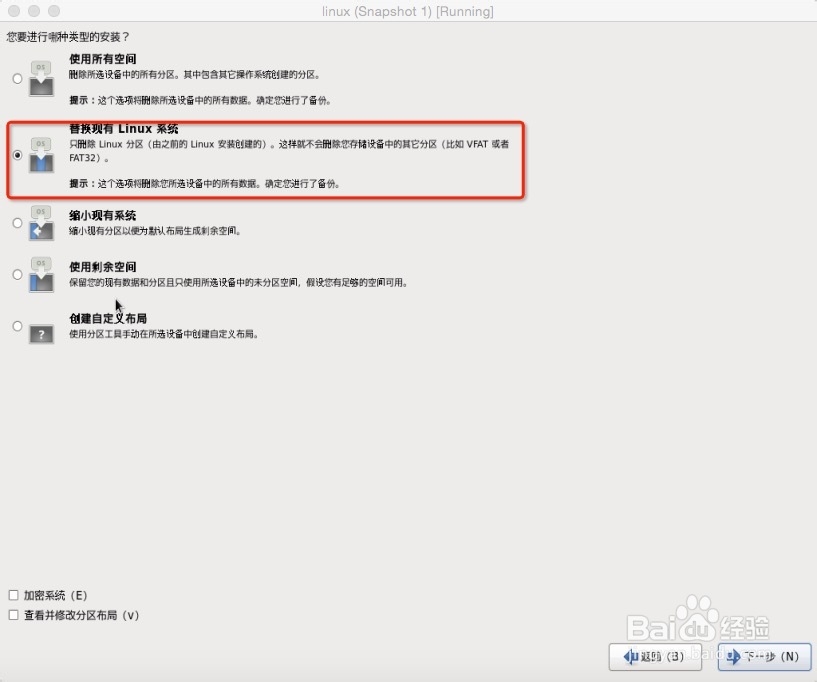 linux (Snapshot 1) [Running]
您要进行哪种类型的安装？
使用所有空间
删除所选设备中的所有分区。其中包含其它操作系统创建的分区。
提示：这个选项将删除所选设备中的所有数据。确定您进行了备份。
替换现有 Linux 系统
只删除 Linux 分区（由之前的 Linux 安装创建的）。这样就不会删除您存储设备中的其它分区（比如 VFAT 或者
FAT32）。
提示：这个选项将删除您所选设备中的所有数据。确定您进行了备份。
缩小现有系统
缩小现有分区以便为默认布局生成剩余空间。
使用剩余空间
保留您的现有数据和分区且只使用所选设备中的未分区空间，假设您有足够的空间可用。
创建自定义布局
使用分区工具手动在所选设备中创建自定义布局。
加密系统（E）
查看并修改分区布局（v）
Baidu 经验
返回（B）
下一步（N）